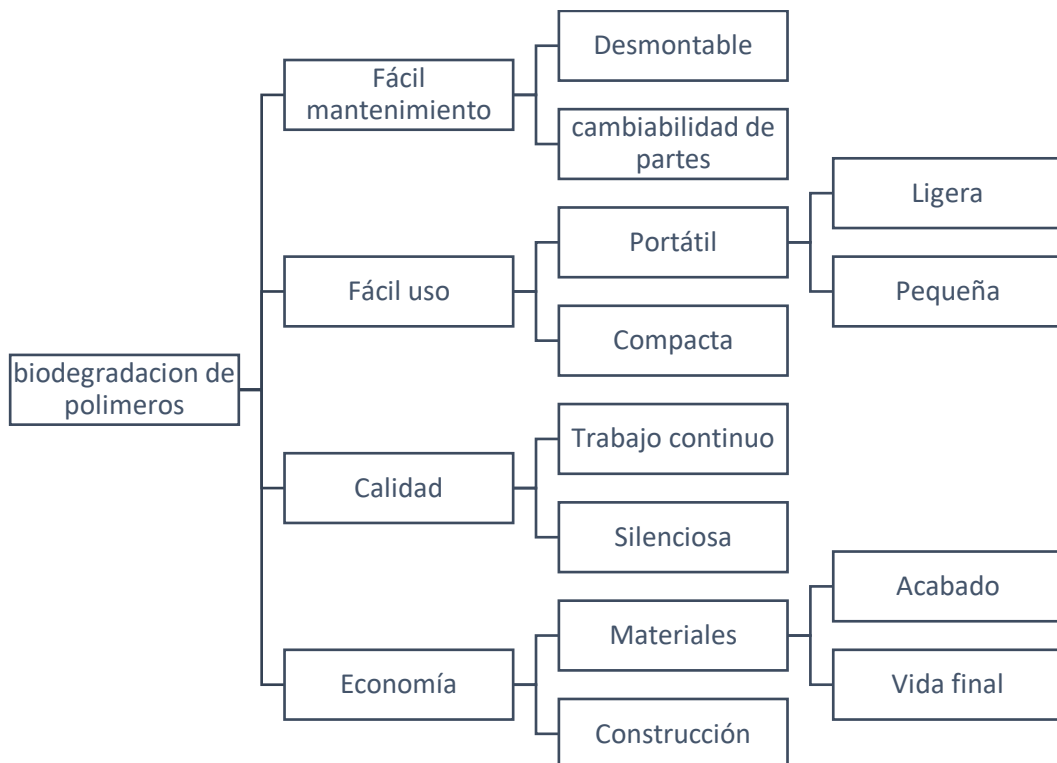 biodegradacion de
polimeros
Fácil
mantenimiento
Desmontable
cambiabilidad de
partes
Fácil uso
Portátil
Ligera
Pequeña
Compacta
Calidad
Trabajo continuo
Silenciosa
Economía
Materiales
Acabado
Vida final
Construcción